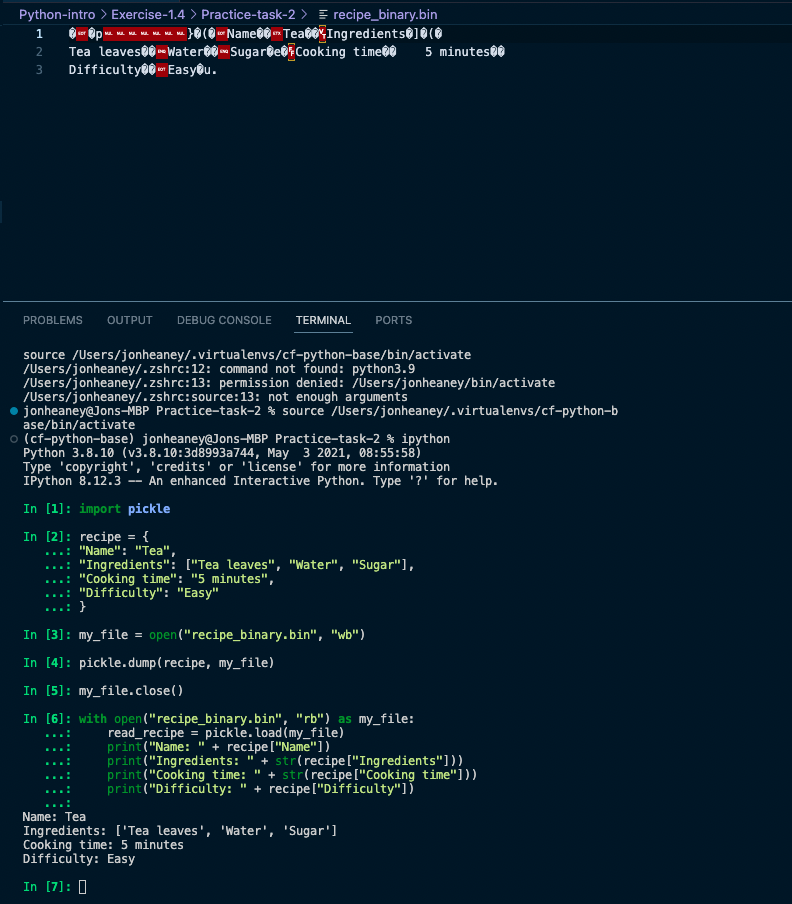 Python-intro > Exercise-1.4 > Practice-task-2 > recipe_binary.bin
1 �EOT�pNULNULNULNULNULNULNUL}�(�EOTName��ETXTea��VTIngredients�]�(�
2 Tea leaves��ENQWater��ENQSugar�e�FFCooking time��	5 minutes��
3 Difficulty��EOTEasy�u.
PROBLEMS OUTPUT DEBUG CONSOLE TERMINAL PORTS
source /Users/jonheaney/.virtualenvs/cf-python-base/bin/activate
/Users/jonheaney/.zshrc:12: command not found: python3.9
/Users/jonheaney/.zshrc:13: permission denied: /Users/jonheaney/bin/activate
/Users/jonheaney/.zshrc:source:13: not enough arguments
jonheaney@Jons-MBP Practice-task-2 % source /Users/jonheaney/.virtualenvs/cf-python-b
ase/bin/activate
(cf-python-base) jonheaney@Jons-MBP Practice-task-2 % ipython
Python 3.8.10 (v3.8.10:3d8993a744, May  3 2021, 08:55:58)
Type 'copyright', 'credits' or 'license' for more information
IPython 8.12.3 -- An enhanced Interactive Python. Type '?' for help.
In [1]: import pickle
In [2]: recipe = {
   ...: "Name": "Tea",
   ...: "Ingredients": ["Tea leaves", "Water", "Sugar"],
   ...: "Cooking time": "5 minutes",
   ...: "Difficulty": "Easy"
   ...: }
In [3]: my_file = open("recipe_binary.bin", "wb")
In [4]: pickle.dump(recipe, my_file)
In [5]: my_file.close()
In [6]: with open("recipe_binary.bin", "rb") as my_file:
   ...:     read_recipe = pickle.load(my_file)
   ...:     print("Name: " + recipe["Name"])
   ...:     print("Ingredients: " + str(recipe["Ingredients"]))
   ...:     print("Cooking time: " + str(recipe["Cooking time"]))
   ...:     print("Difficulty: " + recipe["Difficulty"])
   ...:
Name: Tea
Ingredients: ['Tea leaves', 'Water', 'Sugar']
Cooking time: 5 minutes
Difficulty: Easy
In [7]: